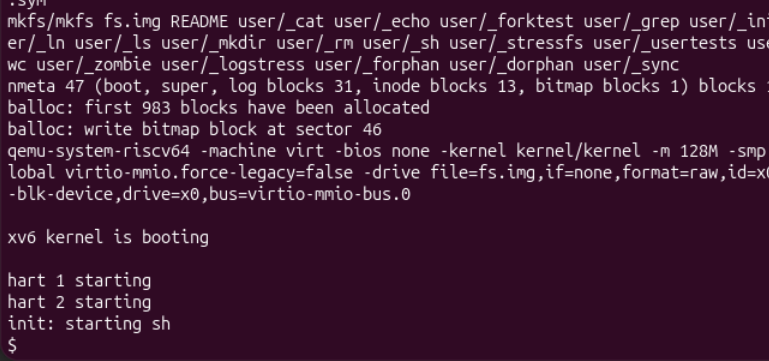 .sym
mkfs/mkfs fs.img README user/_cat user/_echo user/_forktest user/_grep
er/_ln user/_ls user/_mkdir user/_rm user/_sh user/_stressfs user/_usertests
wc user/_zombie user/_logstress user/_forphan user/_dorphan user/_sync
nmeta 47 (boot, super, log blocks 31, inode blocks 13, bitmap blocks 1) blocks
balloc: first 983 blocks have been allocated
balloc: write bitmap block at sector 46
qemu-system-riscv64 -machine virt -bios none -kernel kernel/kernel -m 128M -smp
lobal virtio-mmio.force-legacy=false -drive file=fs.img,if=none,format=raw,id=x0
-blk-device,drive=x0,bus=virtio-mmio-bus.0
xv6 kernel is booting
hart 1 starting
hart 2 starting
init: starting sh
$